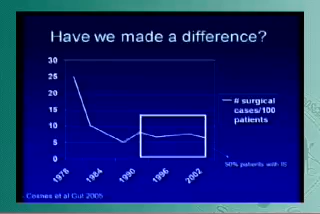 Have we made a difference?
30
25
20
15
10
5
0
1978
1984
1990
1996
2002
# surgical
cases/100
patients
50% patients with IS
Cosnes et al Gut 2005